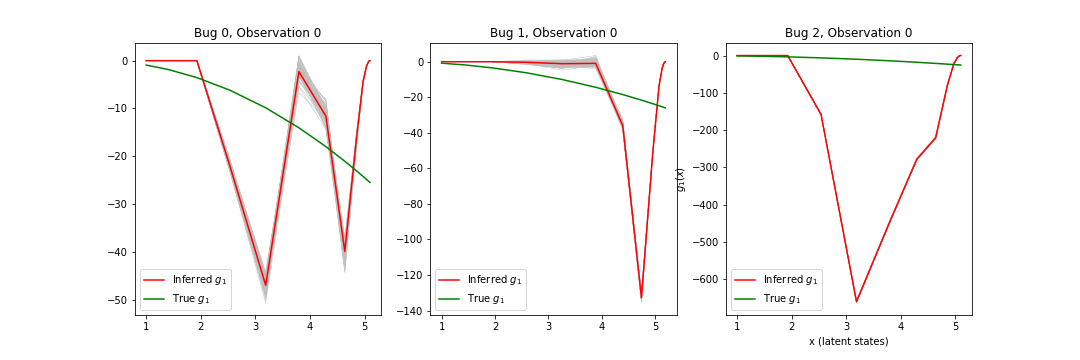 Bug 0, Observation 0
0
−10
−20
−30
−40
−50
1 2 3 4 5
Inferred g₁
True g₁
Bug 1, Observation 0
0
−20
−40
−60
−80
−100
−120
−140
1 2 3 4 5
Inferred g₁
True g₁
Bug 2, Observation 0
g₁(x)
0
−100
−200
−300
−400
−500
−600
1 2 3 4 5
Inferred g₁
True g₁
x (latent states)